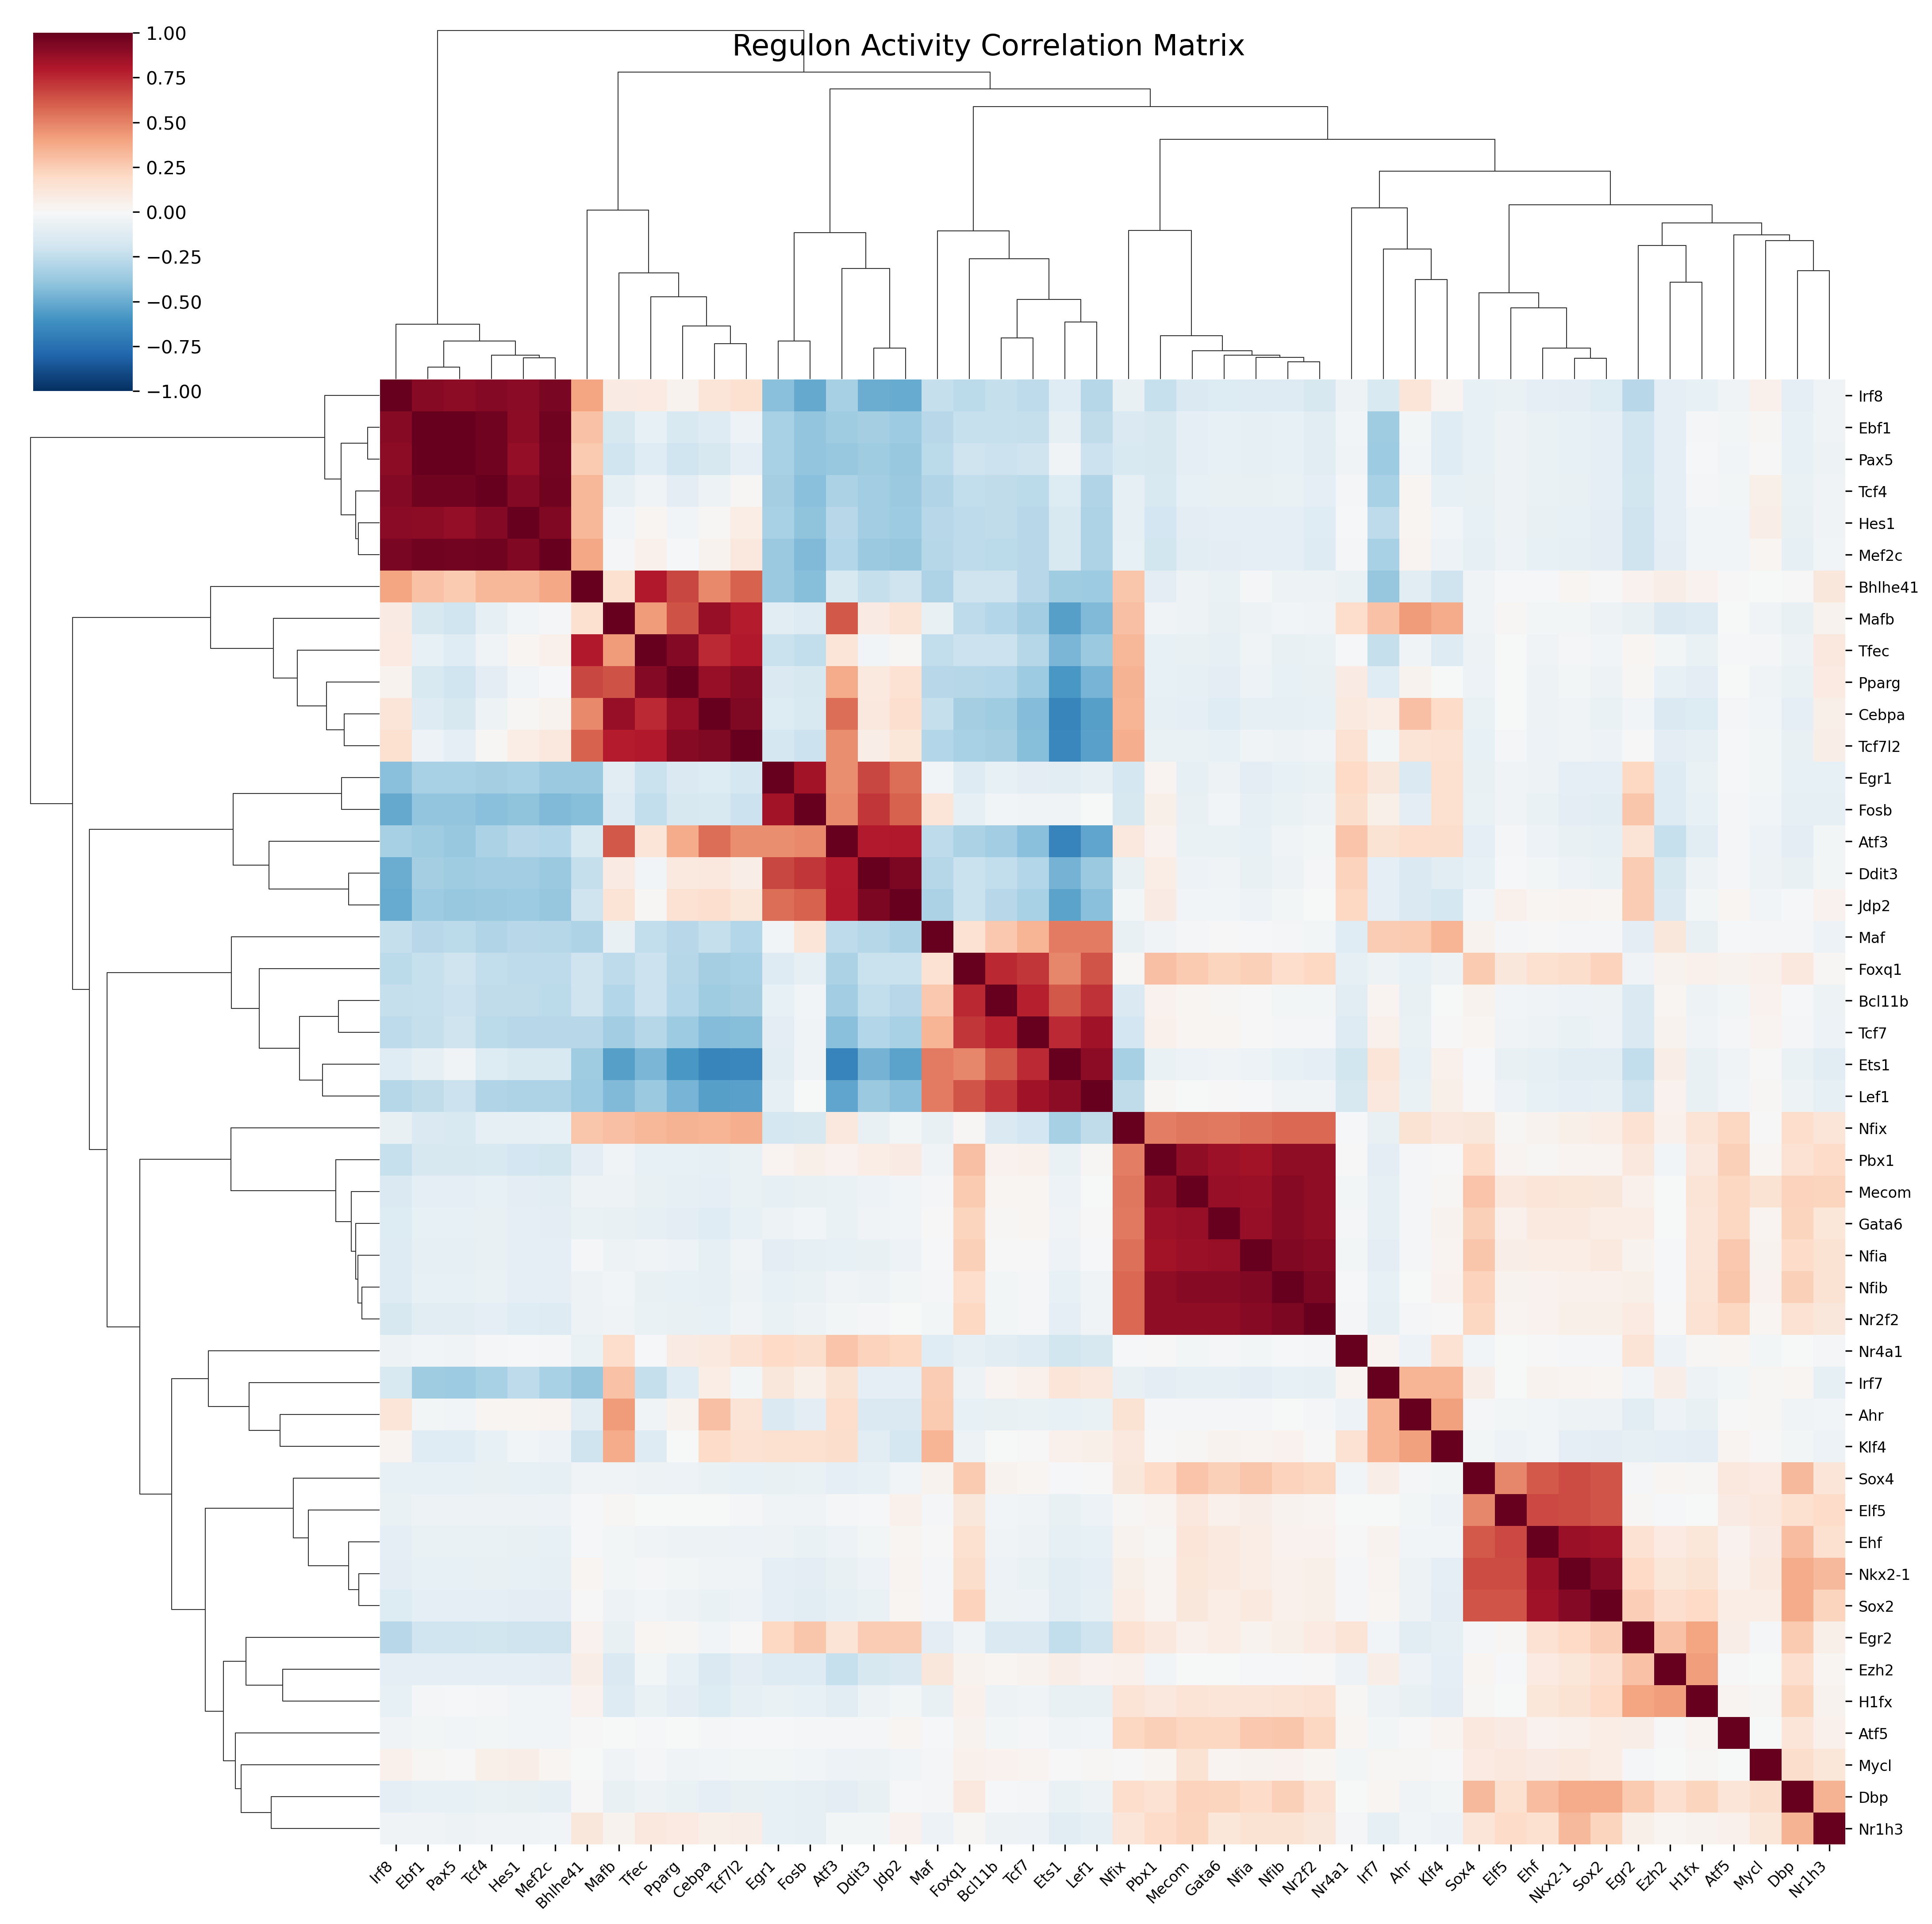 Regulon Activity Correlation Matrix
1.00
0.75
0.50
0.25
0.00
−0.25
−0.50
−0.75
−1.00
Irf8
Ebf1
Pax5
Tcf4
Hes1
Mef2c
Bhlhe41
Mafb
Tfec
Pparg
Cebpa
Tcf7l2
Egr1
Fosb
Atf3
Ddit3
Jdp2
Maf
Foxq1
Bcl11b
Tcf7
Ets1
Lef1
Nfix
Pbx1
Mecom
Gata6
Nfia
Nfib
Nr2f2
Nr4a1
Irf7
Ahr
Klf4
Sox4
Elf5
Ehf
Nkx2-1
Sox2
Egr2
Ezh2
H1fx
Atf5
Mycl
Dbp
Nr1h3
Irf8 Ebf1 Pax5 Tcf4 Hes1 Mef2c Bhlhe41 Mafb Tfec Pparg Cebpa Tcf7l2 Egr1 Fosb Atf3 Ddit3 Jdp2 Maf Foxq1 Bcl11b Tcf7 Ets1 Lef1 Nfix Pbx1 Mecom Gata6 Nfia Nfib Nr2f2 Nr4a1 Irf7 Ahr Klf4 Sox4 Elf5 Ehf Nkx2-1 Sox2 Egr2 Ezh2 H1fx Atf5 Mycl Dbp Nr1h3